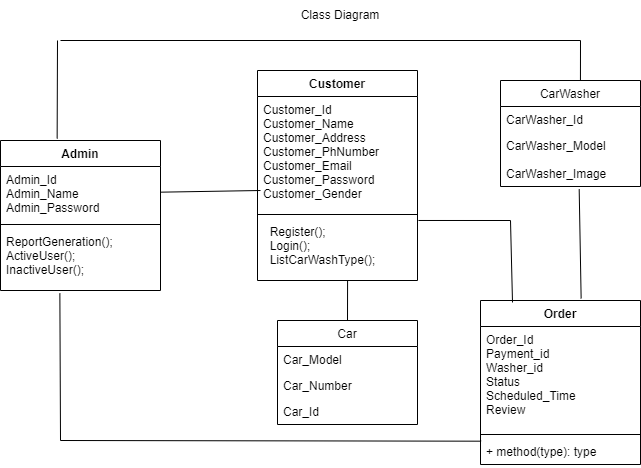 Class Diagram
Customer
Customer_Id
Customer_Name
Customer_Address
Customer_PhNumber
Customer_Email
Customer_Password
Customer_Gender
Register();
Login();
ListCarWashType();
CarWasher
CarWasher_Id
CarWasher_Model
CarWasher_Image
Admin
Admin_Id
Admin_Name
Admin_Password
ReportGeneration();
ActiveUser();
InactiveUser();
Car
Car_Model
Car_Number
Car_Id
Order
Order_Id
Payment_id
Washer_id
Status
Scheduled_Time
Review
+ method(type): type